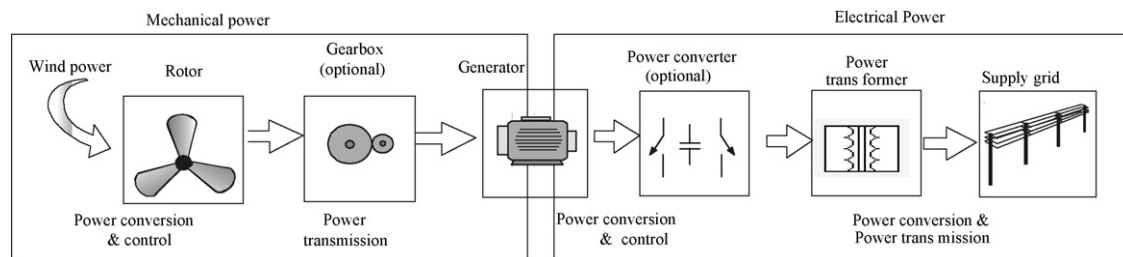 Mechanical power
Electrical Power
Wind power
Rotor
Gearbox
(optional)
Generator
Power converter
(optional)
Power
trans former
Supply grid
Power conversion
& control
Power
transmission
Power conversion
& control
Power conversion &
Power trans mission